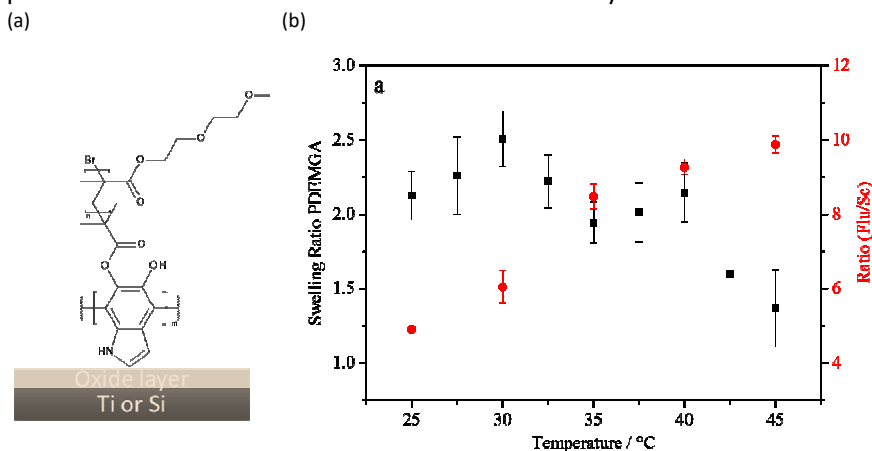 (a)
(b)
Br
O
O
O
O
n
O
O
OH
m
HN
Oxide layer
Ti or Si
a
Swelling Ratio PDEMGA
3.0
2.5
2.0
1.5
1.0
12
10
8
6
4
Ratio (Flu/Sc)
25
30
35
40
45
Temperature / °C